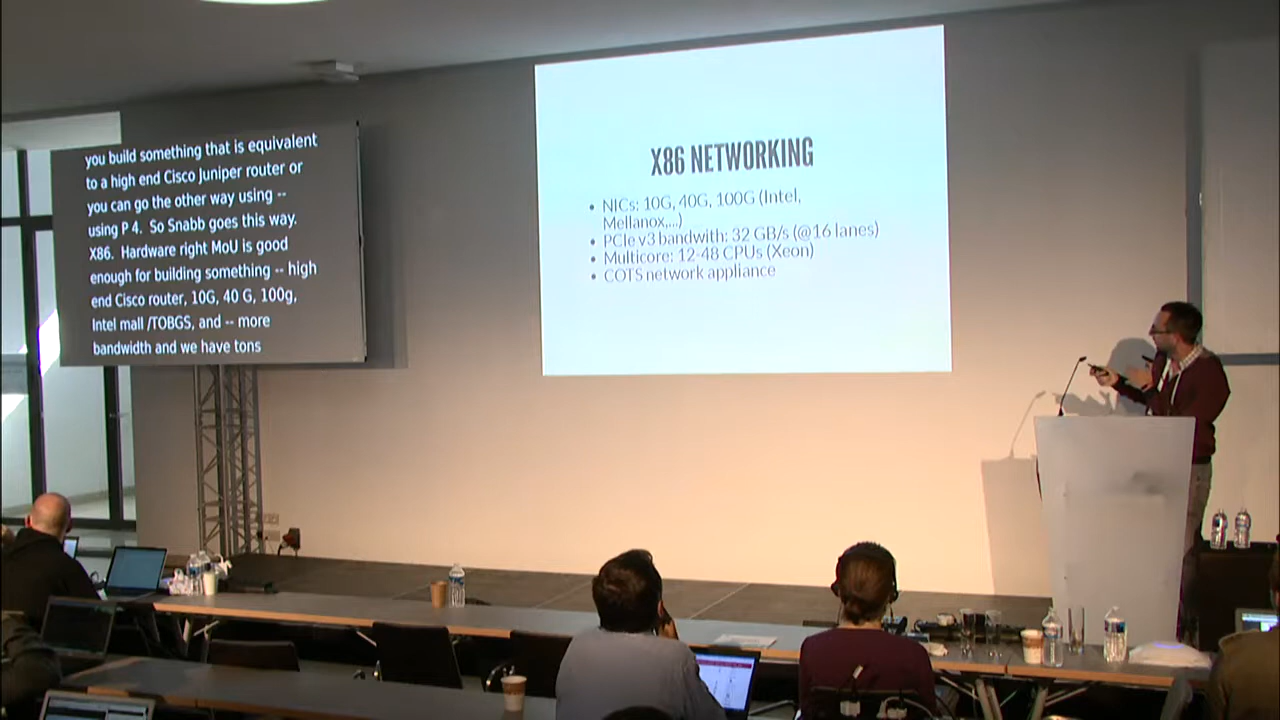 you build something that is equivalent
to a high end Cisco Juniper router or
you can go the other way using --
using P 4. So Snabb goes this way.
X86. Hardware right MoU is good
enough for building something -- high
end Cisco router, 10G, 40 G, 100g,
Intel mall /TOBGS, and -- more
bandwidth and we have tons
X86 NETWORKING
• NICs: 10G, 40G, 100G (Intel,
Mellanox,...)
• PCIe v3 bandwith: 32 GB/s (@16 lanes)
• Multicore: 12-48 CPUs (Xeon)
• COTS network appliance